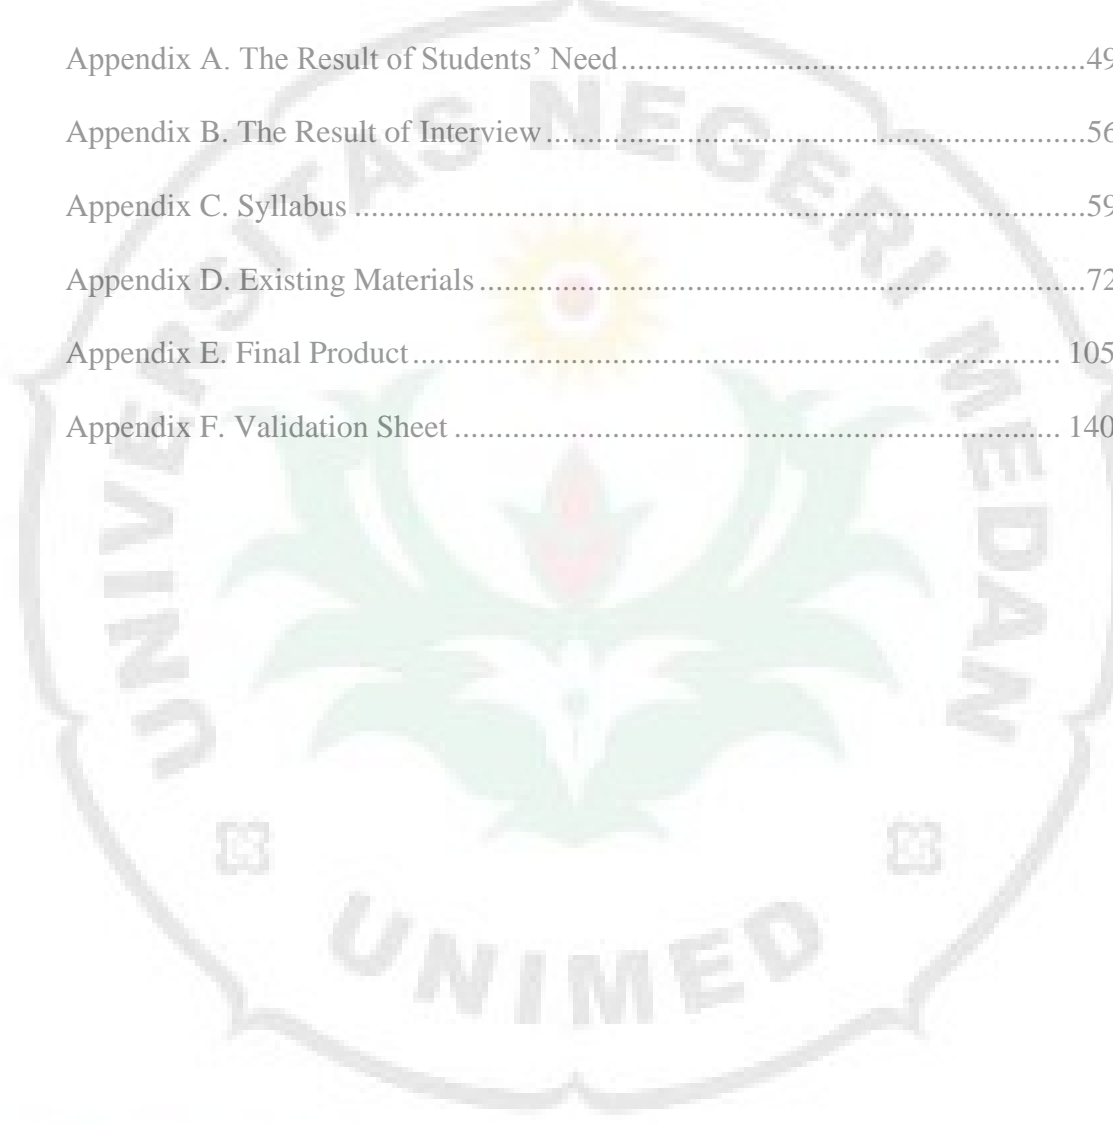 Appendix A. The Result of Students’ Need..........................................................49
Appendix B. The Result of Interview...................................................................56
Appendix C. Syllabus ...........................................................................................59
Appendix D. Existing Materials ...........................................................................72
Appendix E. Final Product ................................................................................. 105
Appendix F. Validation Sheet ............................................................................ 140
UNIVERSITAS NEGERI MEDAN
UNIMED